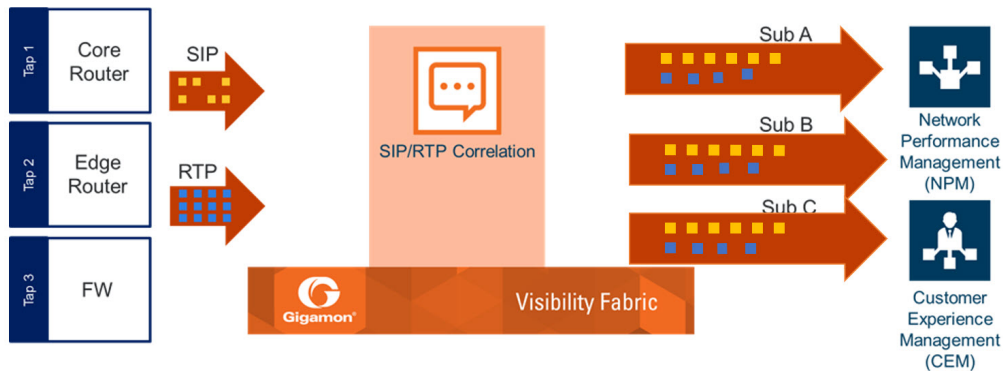 Tap 1
Core
Router
SIP
Tap 2
Edge
Router
RTP
Tap 3
FW
SIP/RTP Correlation
Gigamon®
Visibility Fabric
Sub A
Sub B
Sub C
Network
Performance
Management
(NPM)
Customer
Experience
Management
(CEM)